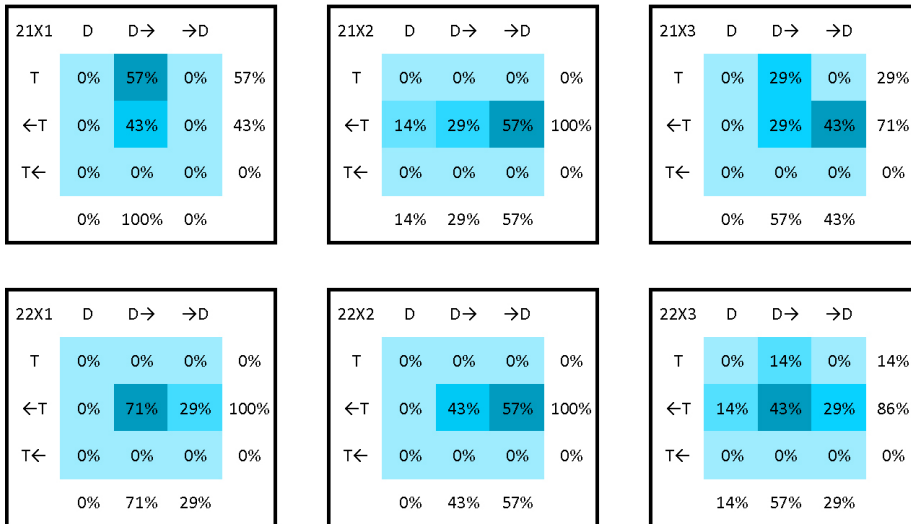 21X1 D D→ →D
T 0% 57% 0% 57%
←T 0% 43% 0% 43%
T← 0% 0% 0% 0%
0% 100% 0%
21X2 D D→ →D
T 0% 0% 0% 0%
←T 14% 29% 57% 100%
T← 0% 0% 0% 0%
14% 29% 57%
21X3 D D→ →D
T 0% 29% 0% 29%
←T 0% 29% 43% 71%
T← 0% 0% 0% 0%
0% 57% 43%
22X1 D D→ →D
T 0% 0% 0% 0%
←T 0% 71% 29% 100%
T← 0% 0% 0% 0%
0% 71% 29%
22X2 D D→ →D
T 0% 0% 0% 0%
←T 0% 43% 57% 100%
T← 0% 0% 0% 0%
0% 43% 57%
22X3 D D→ →D
T 0% 14% 0% 14%
←T 14% 43% 29% 86%
T← 0% 0% 0% 0%
14% 57% 29%